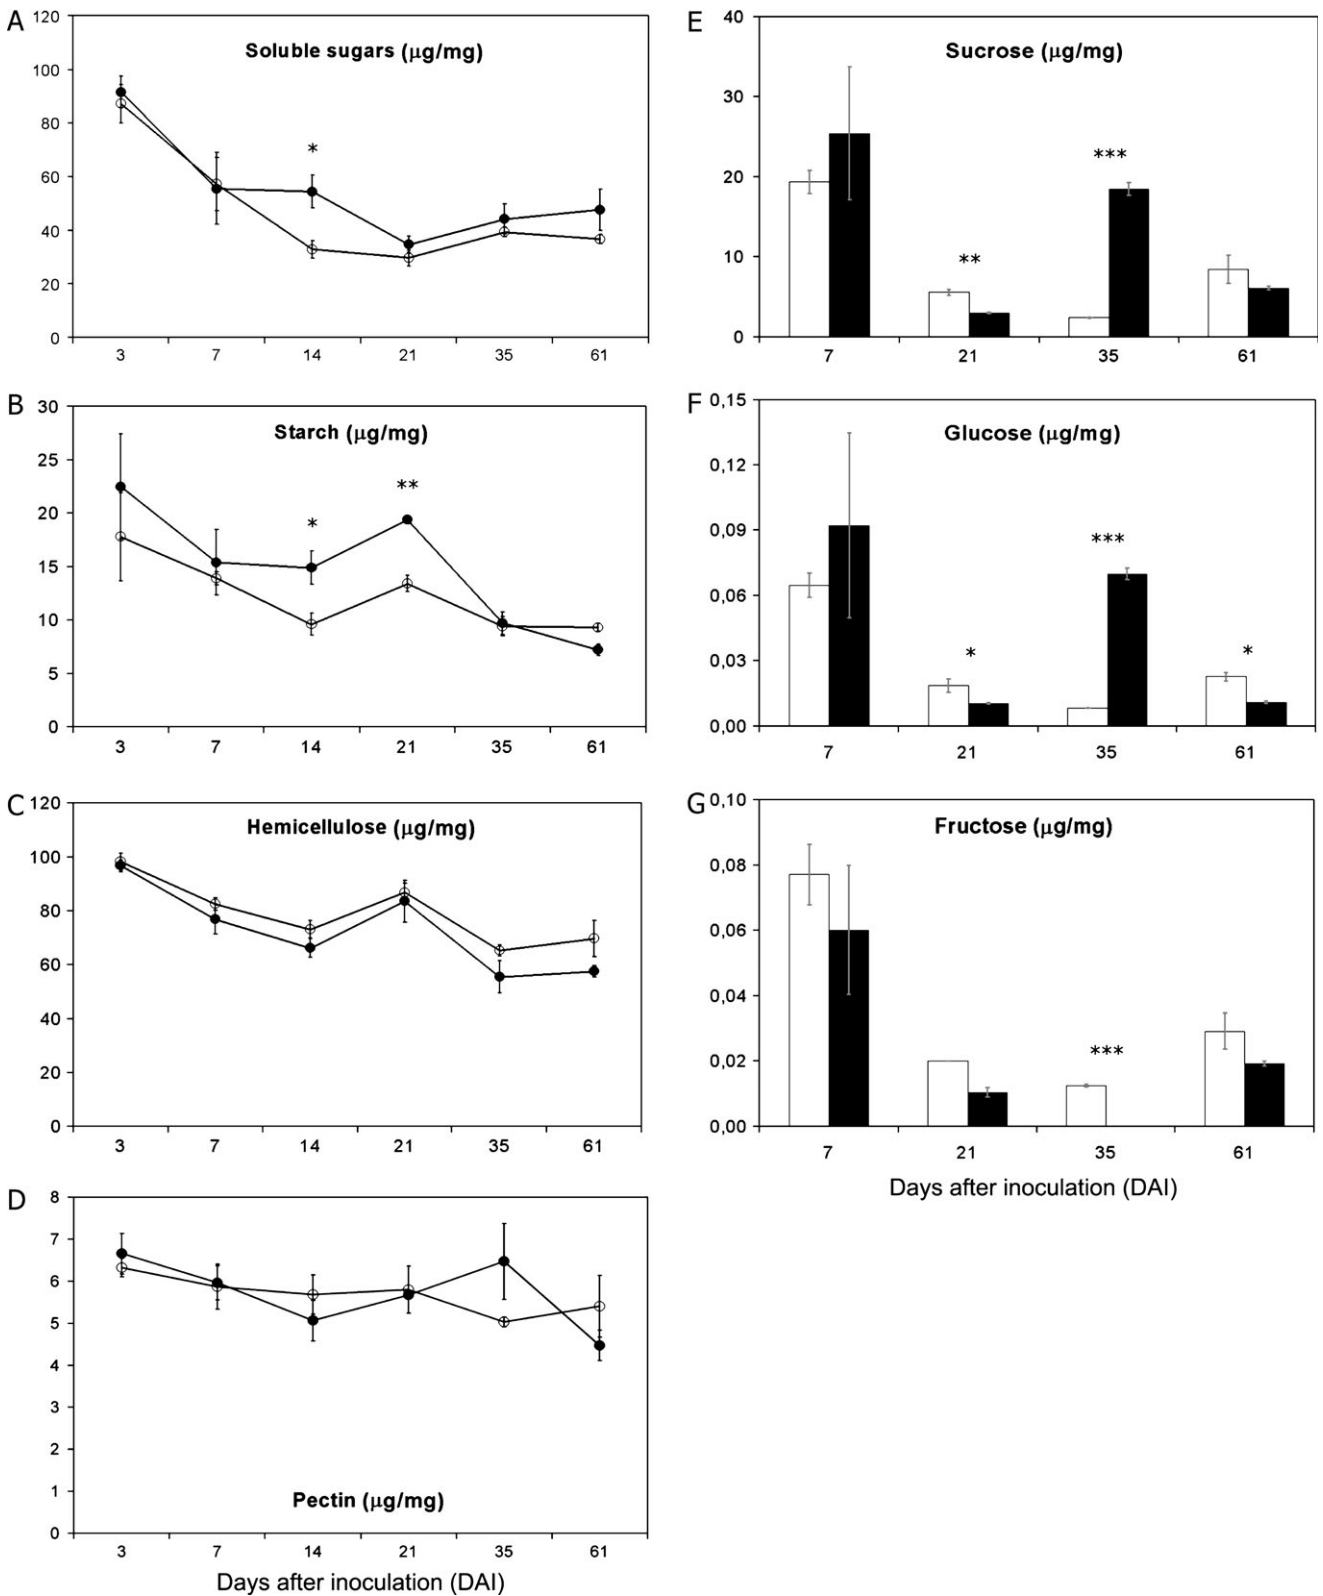 A
Soluble sugars (μg/mg)
120
100
80
60
40
20
0
*
3 7 14 21 35 61
B
Starch (μg/mg)
30
25
20
15
10
5
0
* **
3 7 14 21 35 61
C
Hemicellulose (μg/mg)
120
100
80
60
40
20
0
3 7 14 21 35 61
D
8
7
6
5
4
3
2
1
0
Pectin (μg/mg)
3 7 14 21 35 61
Days after inoculation (DAI)
E
Sucrose (μg/mg)
40
30
20
10
0
** ***
7 21 35 61
F
Glucose (μg/mg)
0,15
0,12
0,09
0,06
0,03
0,00
* *** *
7 21 35 61
G
Fructose (μg/mg)
0,10
0,08
0,06
0,04
0,02
0,00
***
7 21 35 61
Days after inoculation (DAI)